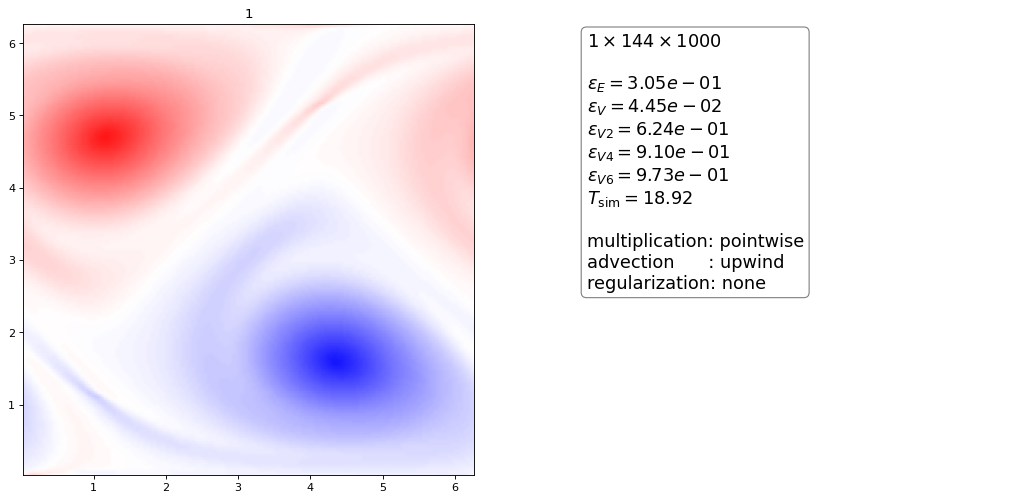 1
6
5
4
3
2
1
1 2 3 4 5 6
1 × 144 × 1000
ε_E = 3.05e − 01
ε_V = 4.45e − 02
ε_V2 = 6.24e − 01
ε_V4 = 9.10e − 01
ε_V6 = 9.73e − 01
T_sim = 18.92
multiplication: pointwise
advection : upwind
regularization: none